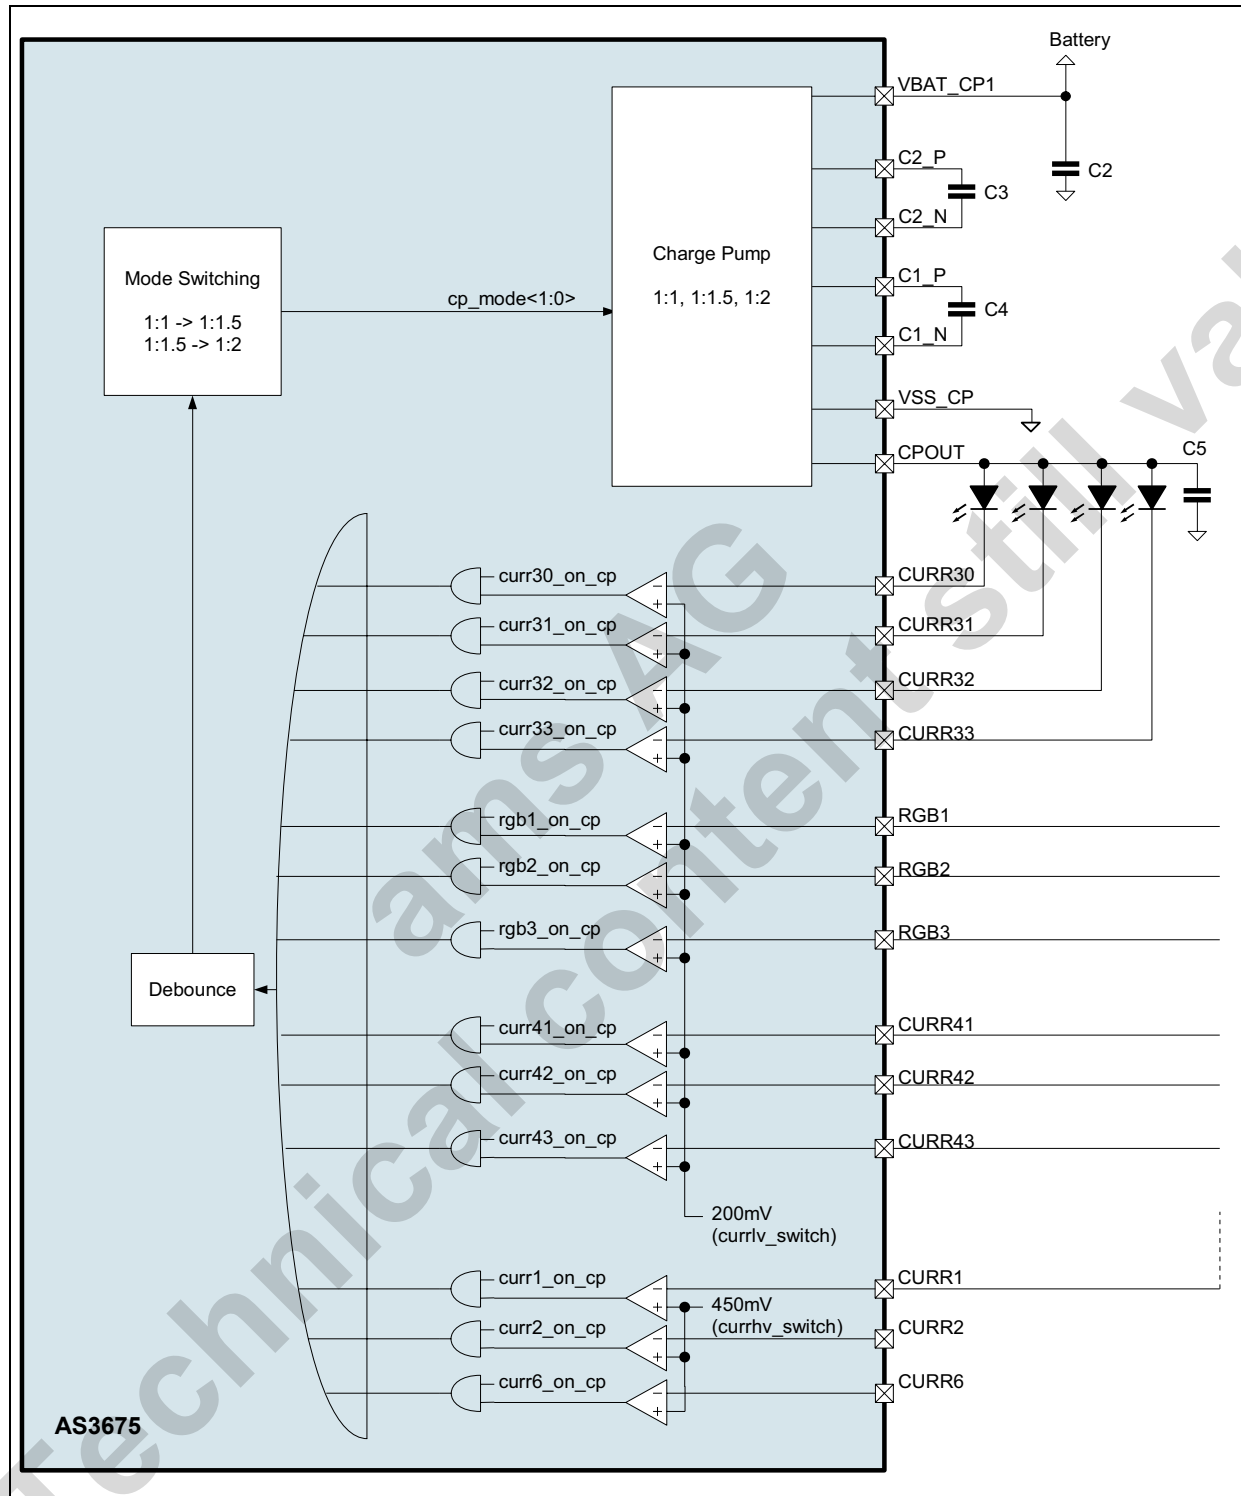 Battery
VBAT_CP1
C2_P
C2
C3
C2_N
Mode Switching
1:1 -> 1:1.5
1:1.5 -> 1:2
cp_mode<1:0>
Charge Pump
1:1, 1:1.5, 1:2
C1_P
C4
C1_N
VSS_CP
CPOUT
C5
curr30_on_cp
CURR30
curr31_on_cp
CURR31
curr32_on_cp
CURR32
curr33_on_cp
CURR33
rgb1_on_cp
RGB1
rgb2_on_cp
RGB2
rgb3_on_cp
RGB3
Debounce
curr41_on_cp
CURR41
curr42_on_cp
CURR42
curr43_on_cp
CURR43
200mV
(currlv_switch)
curr1_on_cp
CURR1
450mV
(currhv_switch)
curr2_on_cp
CURR2
curr6_on_cp
CURR6
AS3675
ams AG
Technical content still va